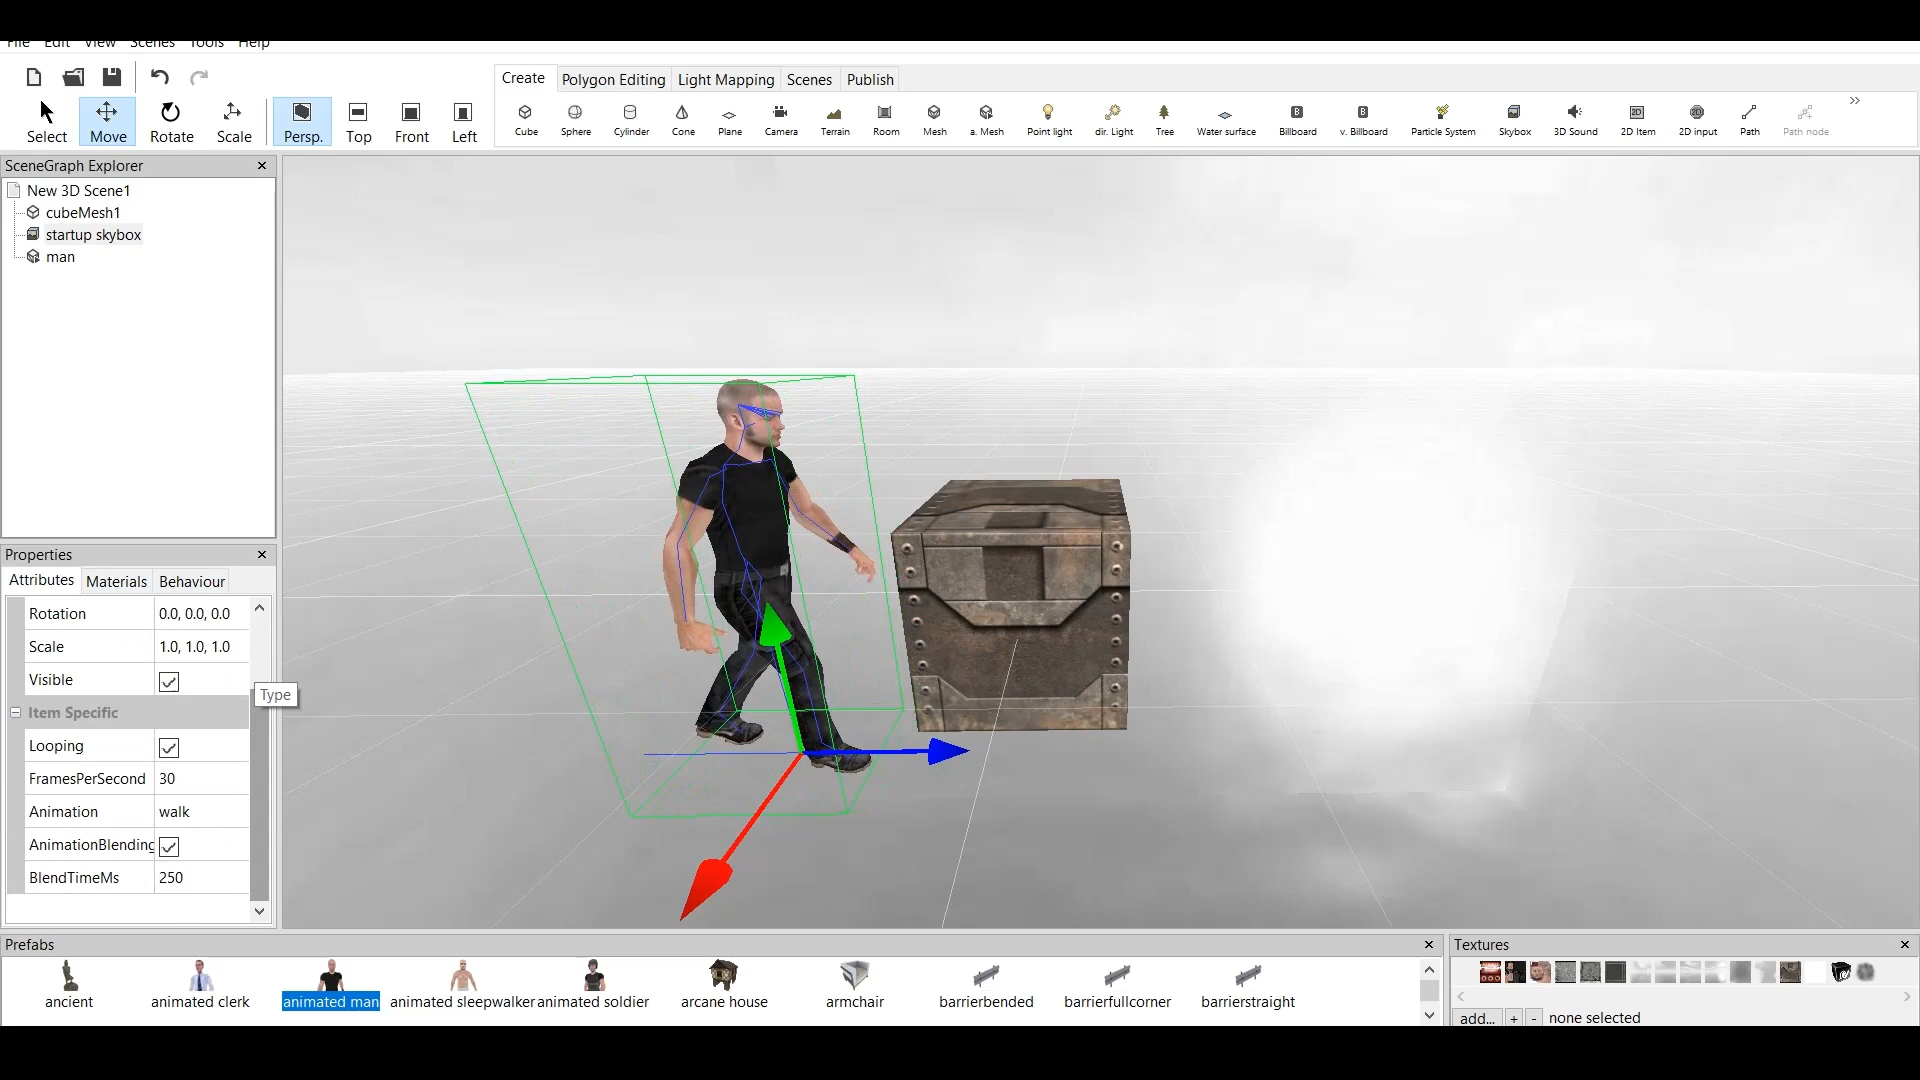 File Edit View Scenes Tools Help
Create Polygon Editing Light Mapping Scenes Publish
Select Move Rotate Scale Persp. Top Front Left
Cube Sphere Cylinder Cone Plane Camera Terrain Room Mesh a. Mesh Point light dir. Light Tree Water surface Billboard v. Billboard Particle System Skybox 3D Sound 2D Item 2D input Path Path node
SceneGraph Explorer
New 3D Scene1
cubeMesh1
startup skybox
man
Properties
Attributes Materials Behaviour
Rotation 0.0, 0.0, 0.0
Scale 1.0, 1.0, 1.0
Visible
Type
Item Specific
Looping
FramesPerSecond 30
Animation walk
AnimationBlending
BlendTimeMs 250
Prefabs
ancient animated clerk animated man animated sleepwalker animated soldier arcane house armchair barrierbended barrierfullcorner barrierstraight
Textures
add... + - none selected